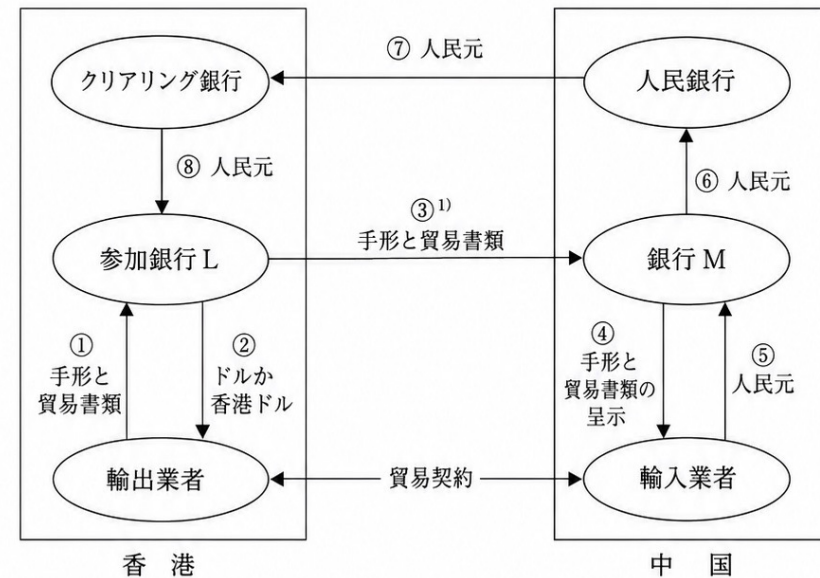 ⑦ 人民元
クリアリング銀行
人民銀行
⑧ 人民元
⑥ 人民元
③1)
手形と貿易書類
参加銀行 L
銀行 M
①
手形と
貿易書類
②
ドルか
香港ドル
④
手形と
貿易書類の
呈示
⑤
人民元
輸出業者
貿易契約
輸入業者
香 港
中 国